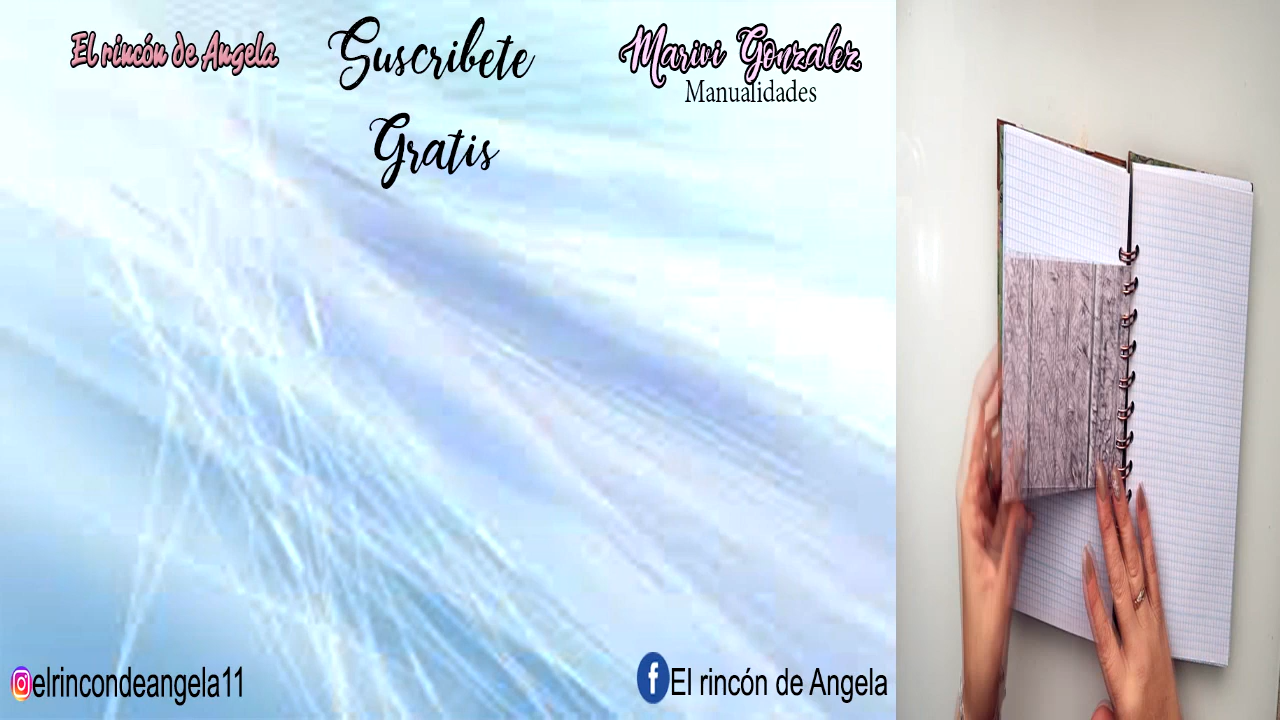 El rincón de Angela
Suscribete
Gratis
Marivi Gonzalez
Manualidades
elrincondeangela11
El rincón de Angela